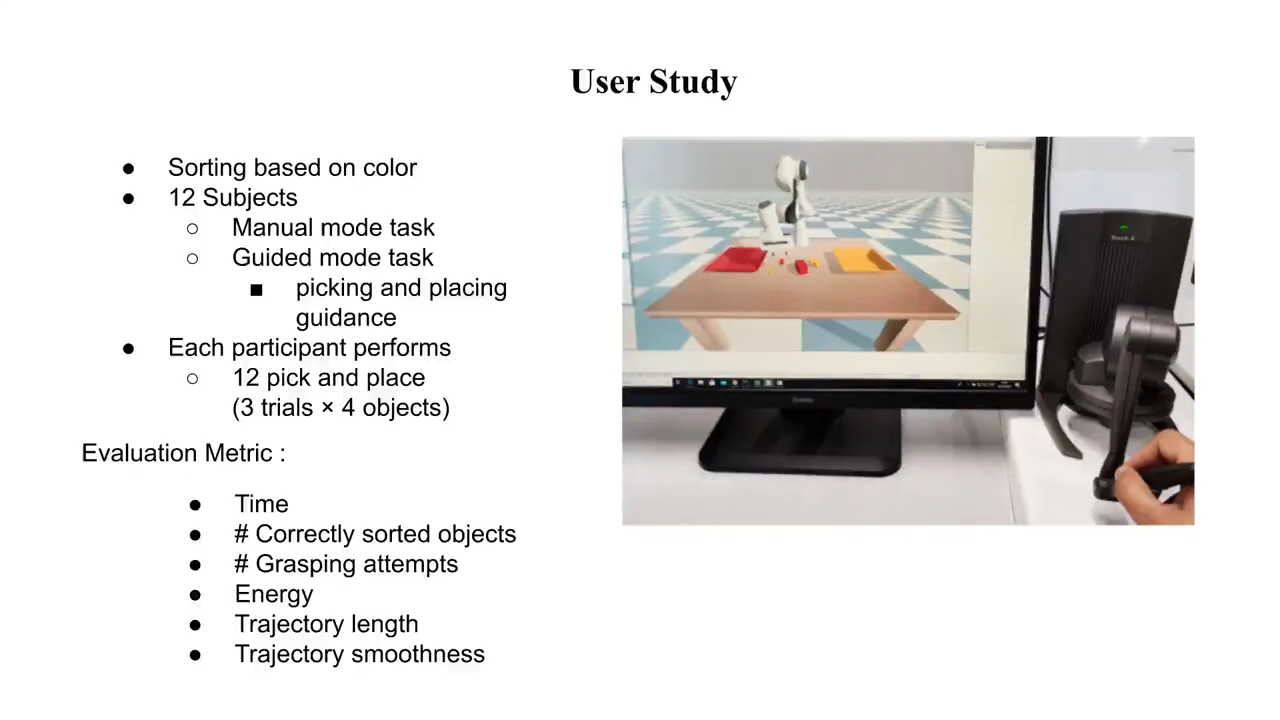 User Study
● Sorting based on color
● 12 Subjects
○ Manual mode task
○ Guided mode task
■ picking and placing
guidance
● Each participant performs
○ 12 pick and place
(3 trials × 4 objects)
Evaluation Metric :
● Time
● # Correctly sorted objects
● # Grasping attempts
● Energy
● Trajectory length
● Trajectory smoothness